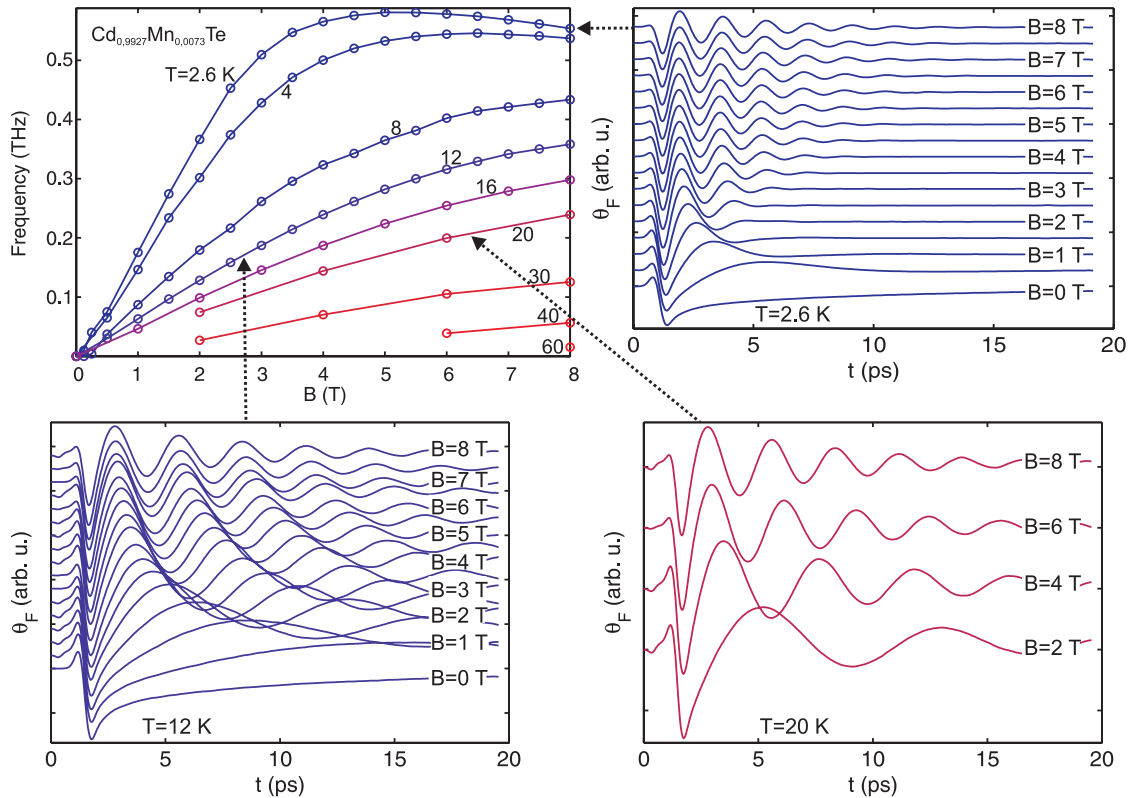 Cd0,9927Mn0,0073Te
T=2.6 K
4
8
12
16
20
30
40
60
0.5
0.4
0.3
0.2
0.1
0 1 2 3 4 5 6 7 8
Frequency (THz)
B (T)
B=8 T
B=7 T
B=6 T
B=5 T
B=4 T
B=3 T
B=2 T
B=1 T
B=0 T
T=2.6 K
θF (arb. u.)
0 5 10 15 20
t (ps)
B=8 T
B=7 T
B=6 T
B=5 T
B=4 T
B=3 T
B=2 T
B=1 T
B=0 T
T=12 K
θF (arb. u.)
0 5 10 15 20
t (ps)
B=8 T
B=6 T
B=4 T
B=2 T
T=20 K
θF (arb. u.)
0 5 10 15 20
t (ps)